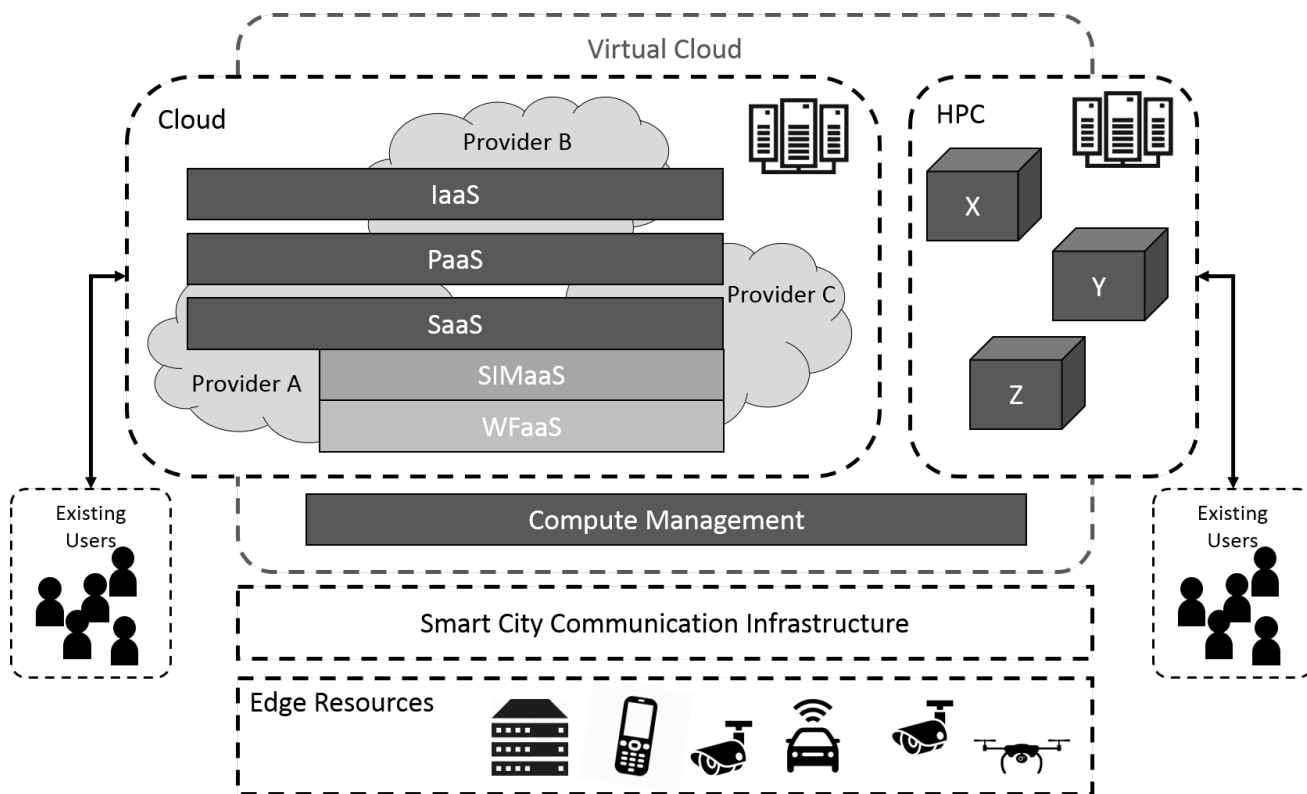 Virtual Cloud
Cloud
HPC
Provider B
IaaS
X
PaaS
Y
Provider C
SaaS
SIMaaS
Provider A
Z
WFaaS
Existing
Users
Compute Management
Existing
Users
Smart City Communication Infrastructure
Edge Resources